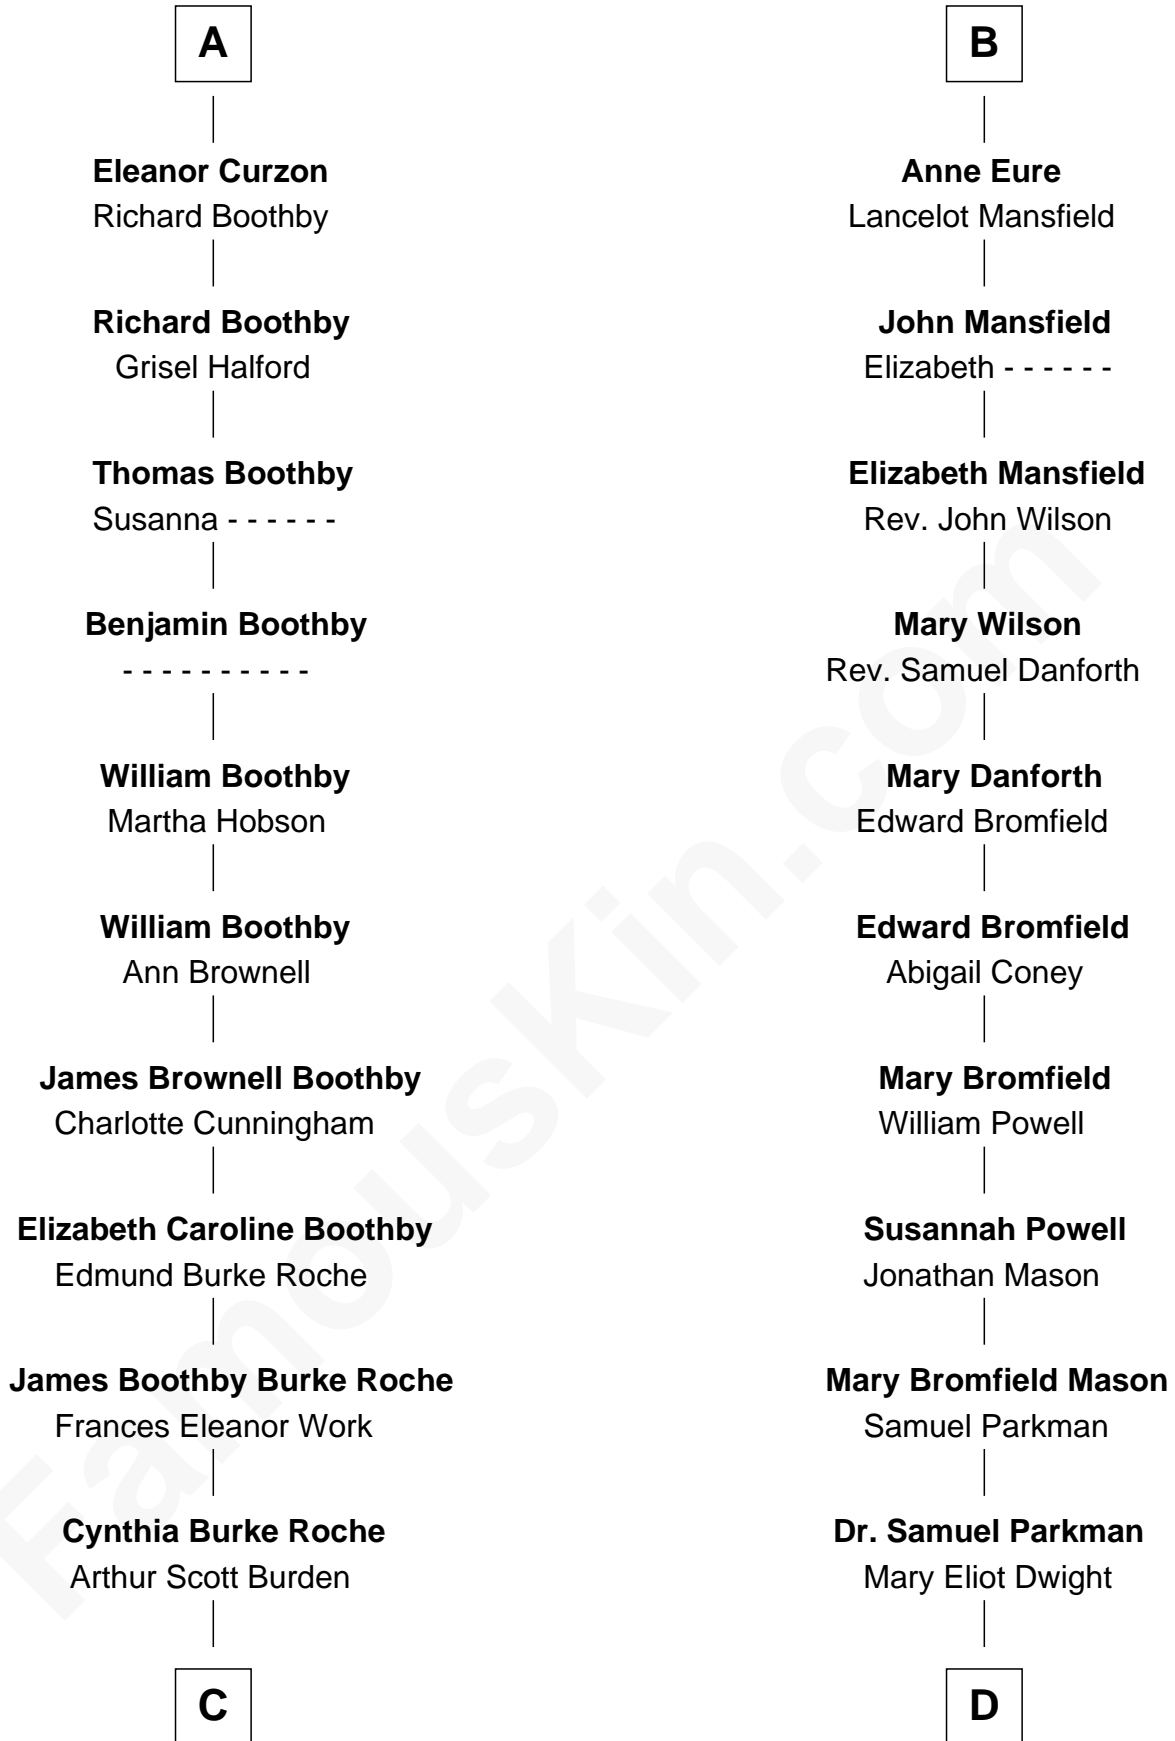 A
Eleanor Curzon
Richard Boothby
Richard Boothby
Grisel Halford
Thomas Boothby
Susanna - - - - - -
Benjamin Boothby
- - - - - - - - - -
William Boothby
Martha Hobson
William Boothby
Ann Brownell
James Brownell Boothby
Charlotte Cunningham
Elizabeth Caroline Boothby
Edmund Burke Roche
James Boothby Burke Roche
Frances Eleanor Work
Cynthia Burke Roche
Arthur Scott Burden
C
B
Anne Eure
Lancelot Mansfield
John Mansfield
Elizabeth - - - - - -
Elizabeth Mansfield
Rev. John Wilson
Mary Wilson
Rev. Samuel Danforth
Mary Danforth
Edward Bromfield
Edward Bromfield
Abigail Coney
Mary Bromfield
William Powell
Susannah Powell
Jonathan Mason
Mary Bromfield Mason
Samuel Parkman
Dr. Samuel Parkman
Mary Eliot Dwight
D
FamousKin.com